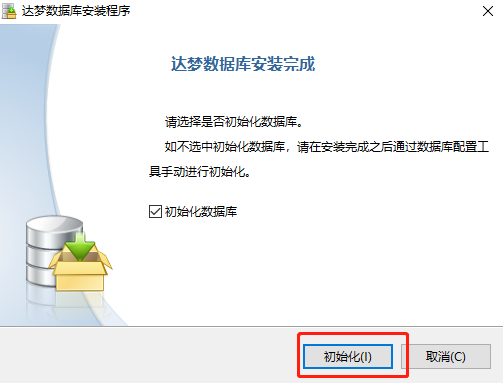 达梦数据库安装程序
达梦数据库安装完成
请选择是否初始化数据库。
如不选中初始化数据库，请在安装完成之后通过数据库配置工
具手动进行初始化。
初始化数据库
初始化(I) 取消(C)